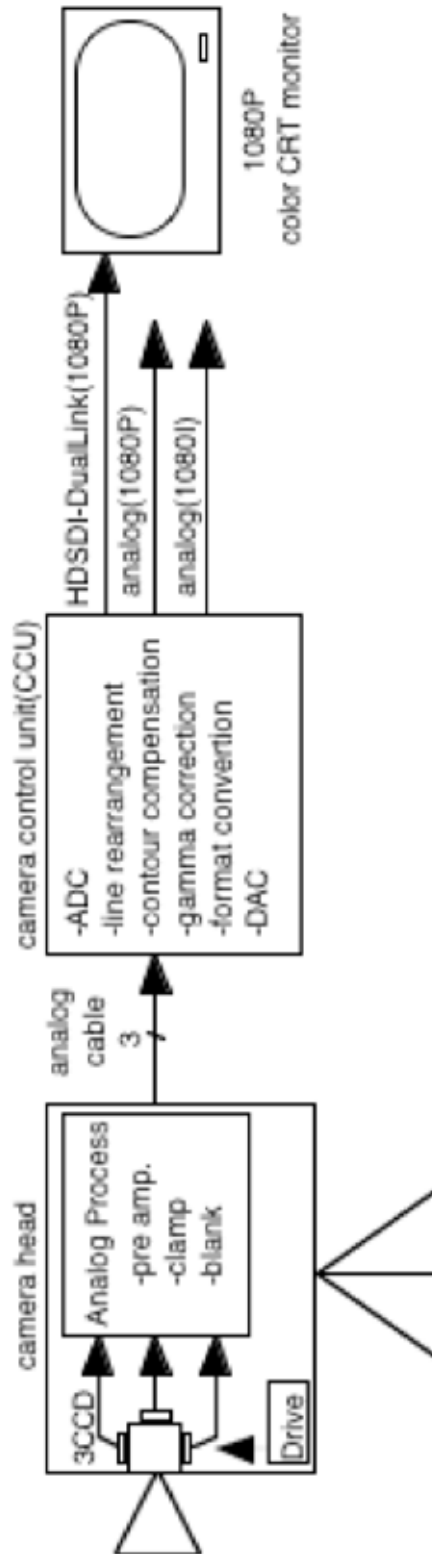 camera head
3CCD
Analog Process
-pre amp.
-clamp
-blank
Drive
analog
cable
3
camera control unit(CCU)
-ADC
-line rearrangement
-contour compensation
-gamma correction
-format convertion
-DAC
HDSDI-DualLink(1080P)
analog(1080P)
analog(1080I)
1080P
color CRT monitor